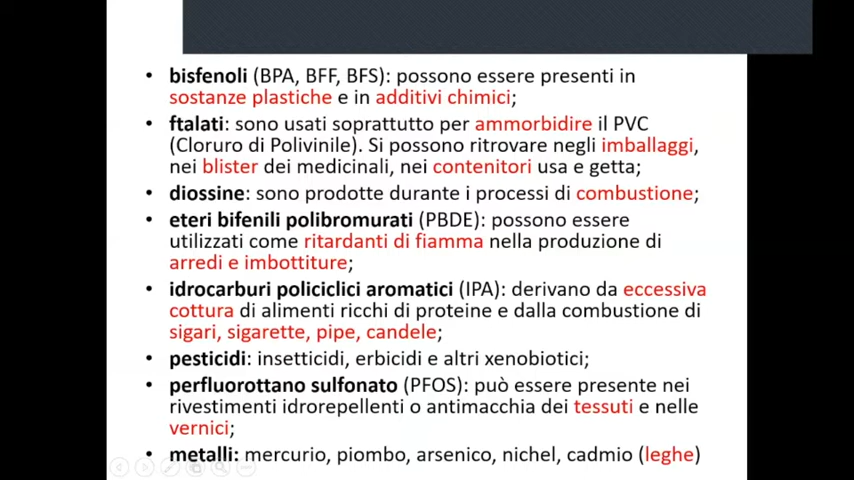 • bisfenoli (BPA, BFF, BFS): possono essere presenti in
sostanze plastiche e in additivi chimici;
• ftalati: sono usati soprattutto per ammorbidire il PVC
(Cloruro di Polivinile). Si possono ritrovare negli imballaggi,
nei blister dei medicinali, nei contenitori usa e getta;
• diossine: sono prodotte durante i processi di combustione;
• eteri bifenili polibromurati (PBDE): possono essere
utilizzati come ritardanti di fiamma nella produzione di
arredi e imbottiture;
• idrocarburi policiclici aromatici (IPA): derivano da eccessiva
cottura di alimenti ricchi di proteine e dalla combustione di
sigari, sigarette, pipe, candele;
• pesticidi: insetticidi, erbicidi e altri xenobiotici;
• perfluorottano sulfonato (PFOS): può essere presente nei
rivestimenti idrorepellenti o antimacchia dei tessuti e nelle
vernici;
• metalli: mercurio, piombo, arsenico, nichel, cadmio (leghe)